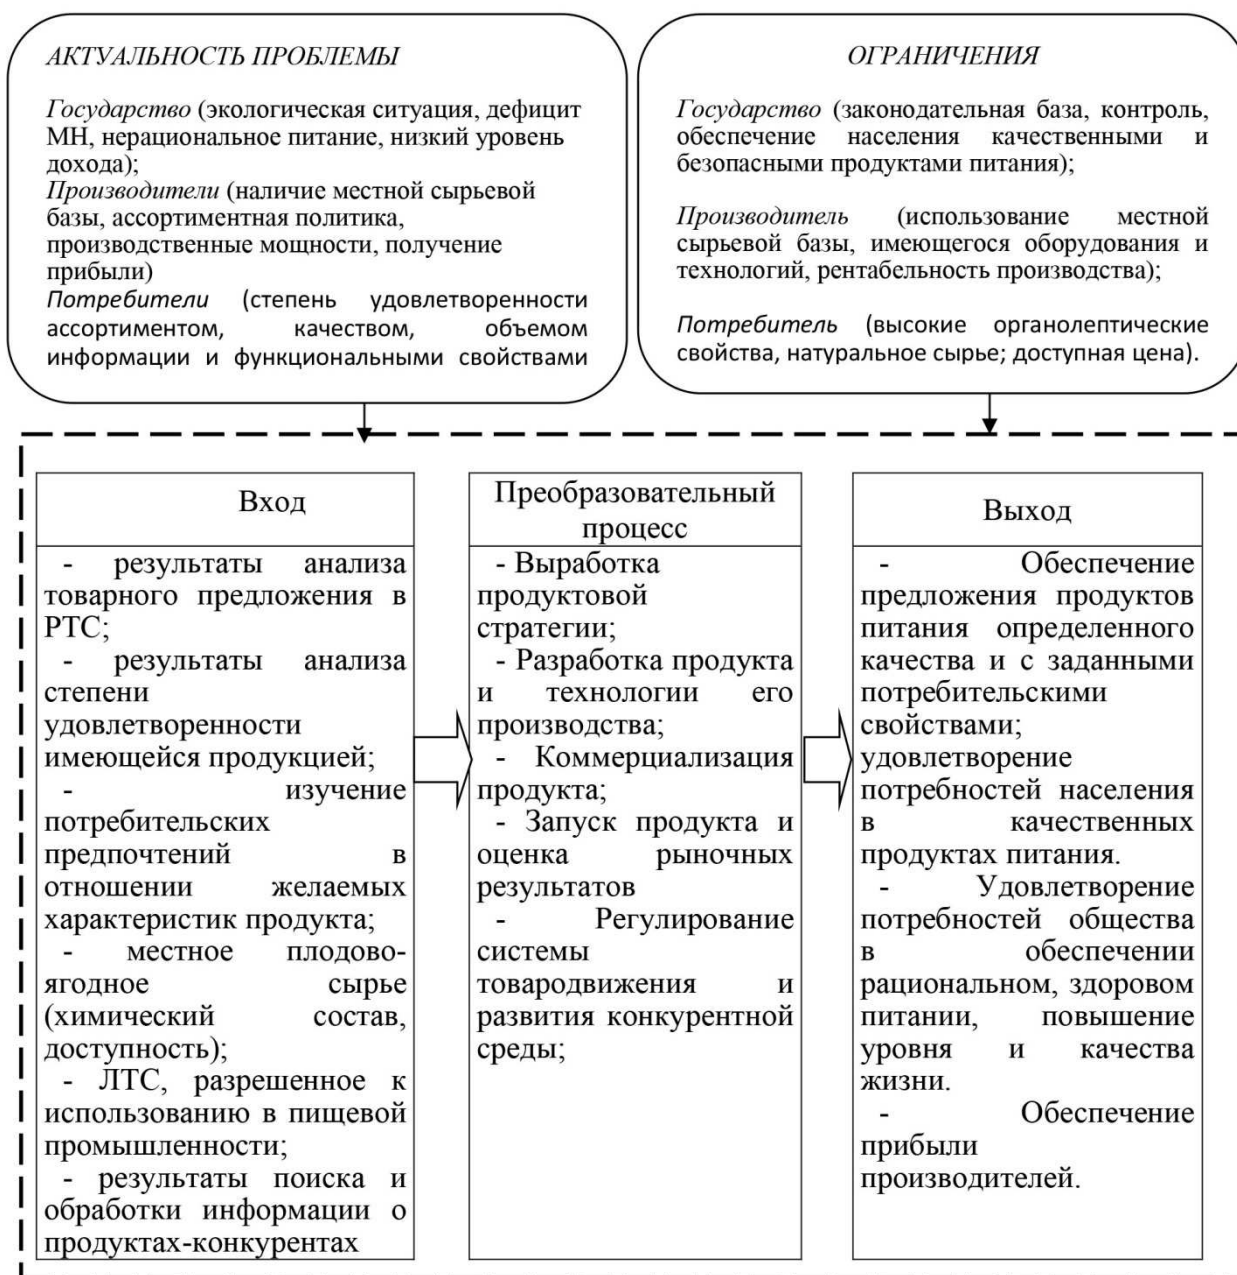 АКТУАЛЬНОСТЬ ПРОБЛЕМЫ
Государство (экологическая ситуация, дефицит
МН, нерациональное питание, низкий уровень
дохода);
Производители (наличие местной сырьевой
базы, ассортиментная политика,
производственные мощности, получение
прибыли)
Потребители (степень удовлетворенности
ассортиментом, качеством, объемом
информации и функциональными свойствами
ОГРАНИЧЕНИЯ
Государство (законодательная база, контроль,
обеспечение населения качественными и
безопасными продуктами питания);
Производитель (использование местной
сырьевой базы, имеющегося оборудования и
технологий, рентабельность производства);
Потребитель (высокие органолептические
свойства, натуральное сырье; доступная цена).
Вход
- результаты анализа
товарного предложения в
РТС;
- результаты анализа
степени
удовлетворенности
имеющейся продукцией;
- изучение
потребительских
предпочтений в
отношении желаемых
характеристик продукта;
- местное плодово-
ягодное сырье
(химический состав,
доступность);
- ЛТС, разрешенное к
использованию в пищевой
промышленности;
- результаты поиска и
обработки информации о
продуктах-конкурентах
Преобразовательный
процесс
- Выработка
продуктовой
стратегии;
- Разработка продукта
и технологии его
производства;
- Коммерциализация
продукта;
- Запуск продукта и
оценка рыночных
результатов
- Регулирование
системы
товародвижения и
развития конкурентной
среды;
Выход
- Обеспечение
предложения продуктов
питания определенного
качества и с заданными
потребительскими
свойствами;
удовлетворение
потребностей населения
в качественных
продуктах питания.
- Удовлетворение
потребностей общества
в обеспечении
рациональном, здоровом
питании, повышение
уровня и качества
жизни.
- Обеспечение
прибыли
производителей.